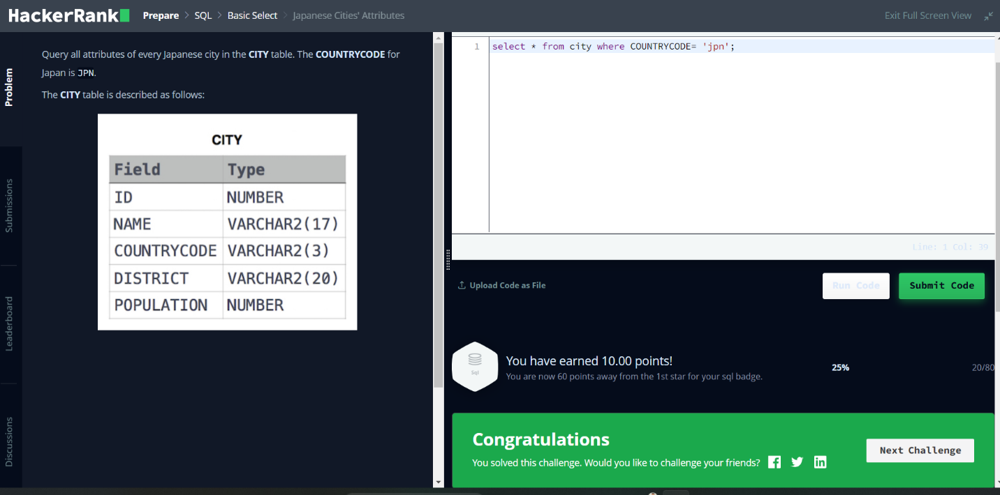 HackerRank Prepare > SQL > Basic Select > Japanese Cities' Attributes
Exit Full Screen View
Problem
Submissions
Leaderboard
Discussions
Query all attributes of every Japanese city in the CITY table. The COUNTRYCODE for
Japan is JPN.
The CITY table is described as follows:
CITY
Field Type
ID NUMBER
NAME VARCHAR2(17)
COUNTRYCODE VARCHAR2(3)
DISTRICT VARCHAR2(20)
POPULATION NUMBER
1 select * from city where COUNTRYCODE= 'jpn';
Line: 1 Col: 39
Upload Code as File
Run Code
Submit Code
Sql
You have earned 10.00 points!
You are now 60 points away from the 1st star for your sql badge.
25%
20/80
Congratulations
You solved this challenge. Would you like to challenge your friends?
Next Challenge